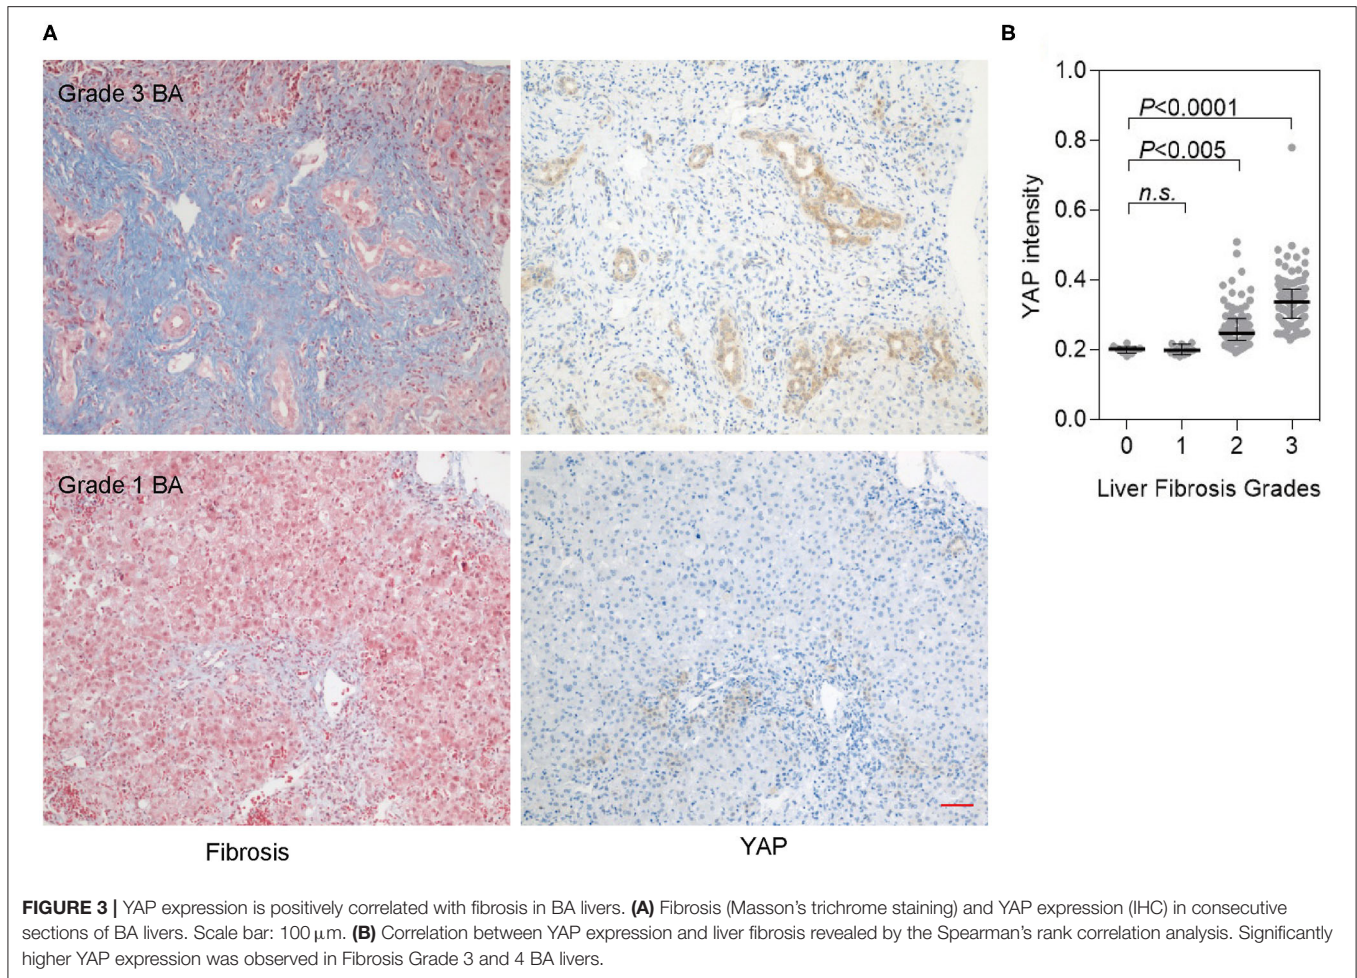 A
B
Grade 3 BA
Grade 1 BA
Fibrosis
YAP
1.0
0.8
0.6
0.4
0.2
0.0
YAP intensity
P<0.0001
P<0.005
n.s.
0 1 2 3
Liver Fibrosis Grades
FIGURE 3 | YAP expression is positively correlated with fibrosis in BA livers. (A) Fibrosis (Masson's trichrome staining) and YAP expression (IHC) in consecutive
sections of BA livers. Scale bar: 100 μm. (B) Correlation between YAP expression and liver fibrosis revealed by the Spearman's rank correlation analysis. Significantly
higher YAP expression was observed in Fibrosis Grade 3 and 4 BA livers.